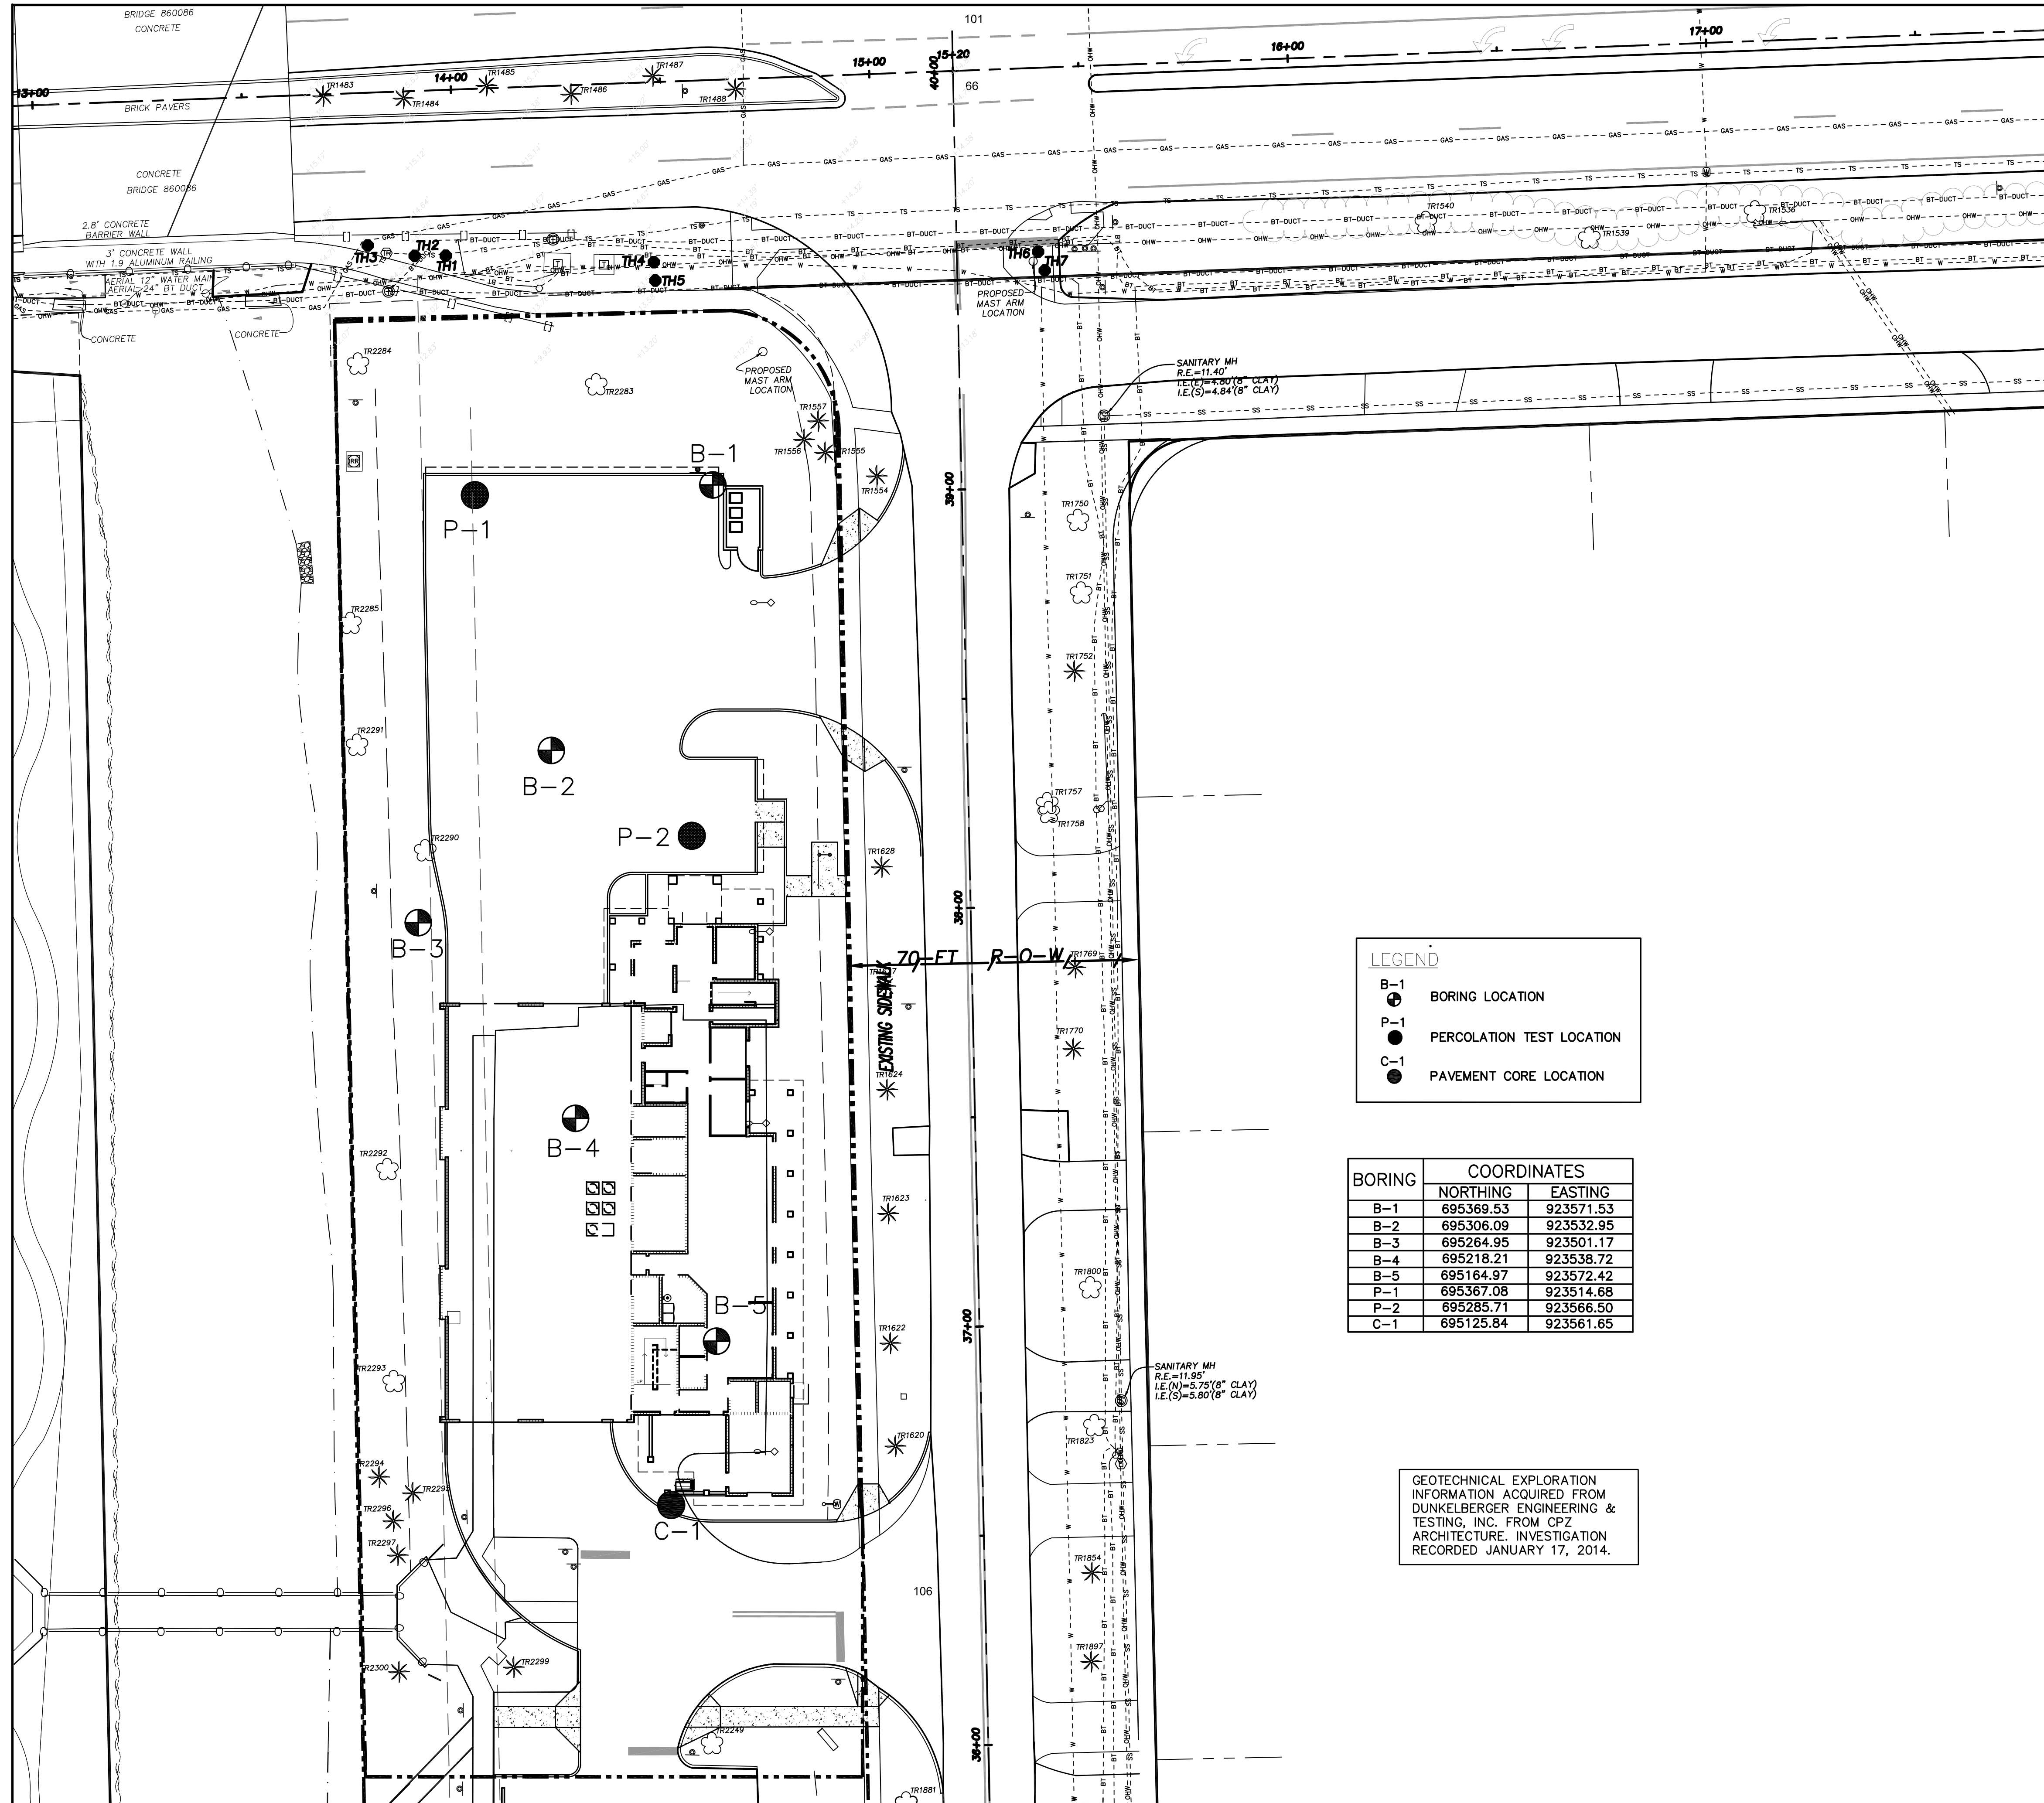 BRIDGE 860086
CONCRETE
101
13+00
14+00
15+00
15+20
40+00
66
16+00
17+00
TR1483
TR1484
TR1485
TR1486
TR1487
TR1488
BRICK PAVERS
CONCRETE
BRIDGE 860086
2.8' CONCRETE
BARRIER WALL
3' CONCRETE WALL
WITH 1.9 ALUMINUM RAILING
AERIAL 12" WATER MAIN
AERIAL 24" BT DUCT
CONCRETE
CONCRETE
TH3
TH2
TH1
TH4
TH5
TH6
TH7
TR1540
TR1539
TR1536
PROPOSED
MAST ARM
LOCATION
SANITARY MH
R.E.=11.40'
I.E.(E)=4.80'(8" CLAY)
I.E.(S)=4.84'(8" CLAY)
TR2284
TR2283
PROPOSED
MAST ARM
LOCATION
TR1557
TR1556
TR1555
TR1554
B-1
P-1
39+00
TR1750
TR1751
TR1752
TR2285
TR2291
B-2
P-2
TR2290
B-3
TR1757
TR1758
TR1628
38+00
70-FT R-O-W
TR1627
EXISTING SIDEWALK
TR1769
TR1770
TR1624
B-4
TR2292
TR1623
TR1800
B-5
TR1622
37+00
TR2293
UP
SANITARY MH
R.E.=11.95'
I.E.(N)=5.75'(8" CLAY)
I.E.(S)=5.80'(8" CLAY)
TR1823
TR1620
TR2294
TR2295
TR2296
TR2297
C-1
TR1854
106
TR1897
TR2300
TR2299
TR2249
36+00
TR1881
LEGEND
B-1
BORING LOCATION
P-1
PERCOLATION TEST LOCATION
C-1
PAVEMENT CORE LOCATION
BORING COORDINATES
NORTHING EASTING
B-1 695369.53 923571.53
B-2 695306.09 923532.95
B-3 695264.95 923501.17
B-4 695218.21 923538.72
B-5 695164.97 923572.42
P-1 695367.08 923514.68
P-2 695285.71 923566.50
C-1 695125.84 923561.65
GEOTECHNICAL EXPLORATION
INFORMATION ACQUIRED FROM
DUNKELBERGER ENGINEERING &
TESTING, INC. FROM CPZ
ARCHITECTURE. INVESTIGATION
RECORDED JANUARY 17, 2014.